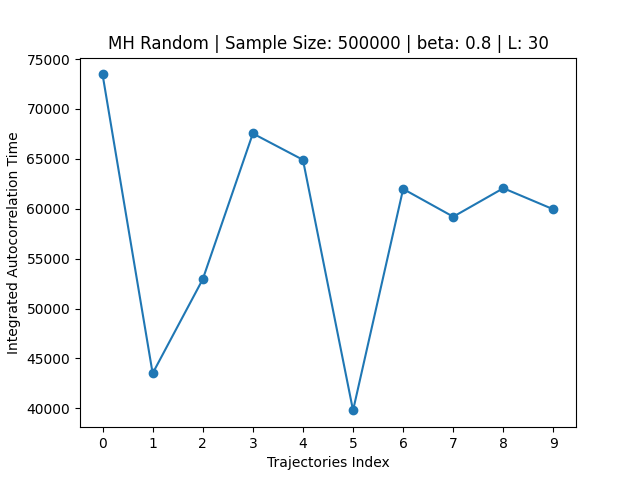 MH Random | Sample Size: 500000 | beta: 0.8 | L: 30
75000
70000
65000
60000
55000
50000
45000
40000
Integrated Autocorrelation Time
0 1 2 3 4 5 6 7 8 9
Trajectories Index